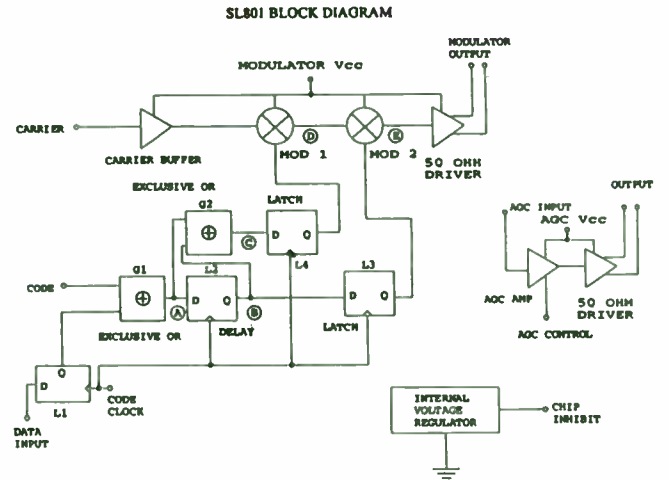 SL801 BLOCK DIAGRAM
MODULATOR
OUTPUT
MODULATOR Vcc
CARRIER
CARRIER BUFFER
D
MOD 1
E
MOD 2
50 OHM
DRIVER
EXCLUSIVE OR
G2
LATCH
D Q
L4
C
AGC INPUT
OUTPUT
AGC Vcc
AGC AMP
50 OHM
DRIVER
AGC CONTROL
CODE
G1
A
EXCLUSIVE OR
L2
D Q
DELAY
B
L3
D Q
LATCH
Q
D
L1
CODE
CLOCK
DATA
INPUT
INTERNAL
VOLTAGE
REGULATOR
CHIP
INHIBIT